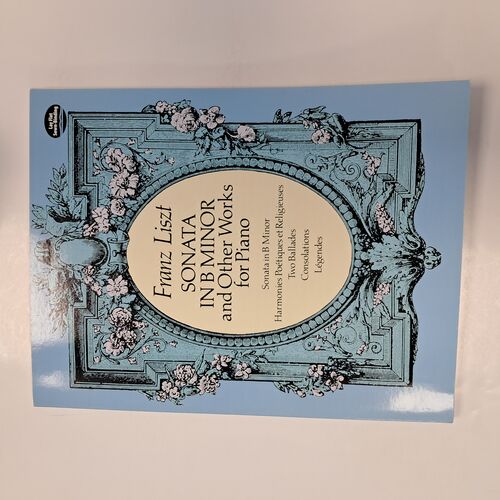 Franz Liszt
SONATA
IN B MINOR
and Other Works
for Piano
Sonata in B Minor
Harmonies Poétiques et Religieuses
Two Ballades
Consolations
Légendes